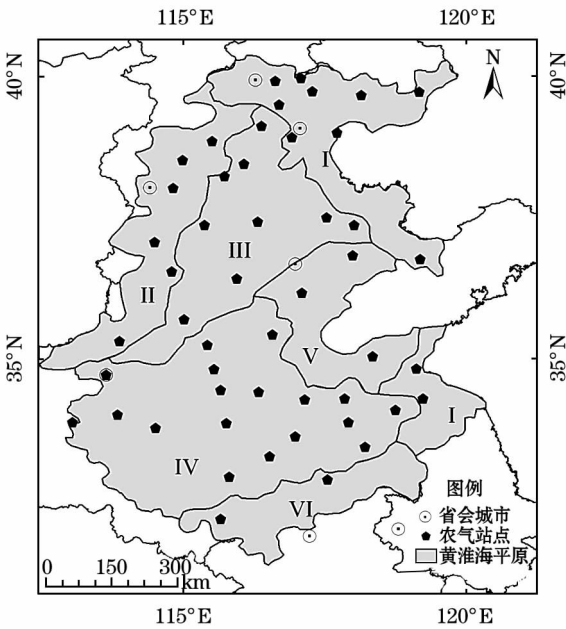 115°E 120°E
40°N 40°N
N
I
III
II
V
35°N 35°N
I
IV
VI
图例
省会城市
农气站点
黄淮海平原
0 150 300
km
115°E 120°E